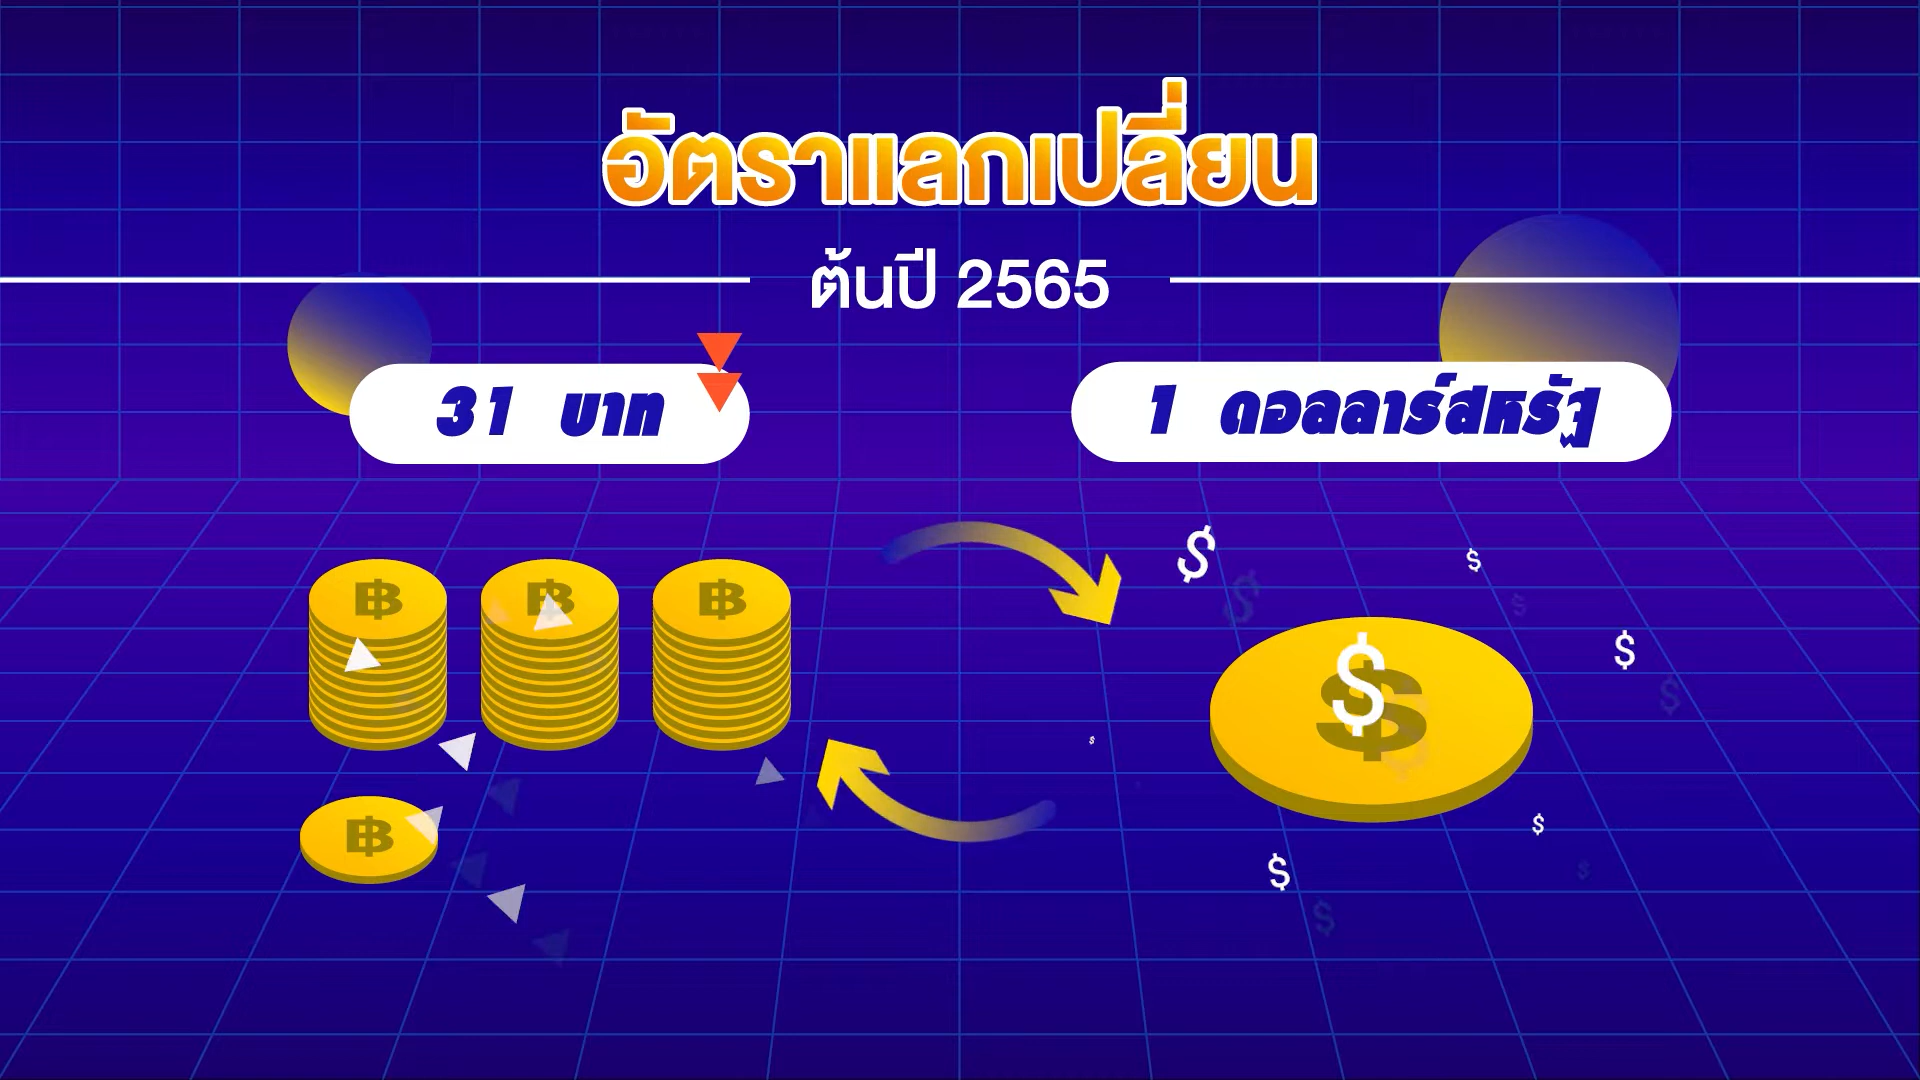 อัตราแลกเปลี่ยน
ต้นปี 2565
31 บาท
1 ดอลลาร์สหรัฐ